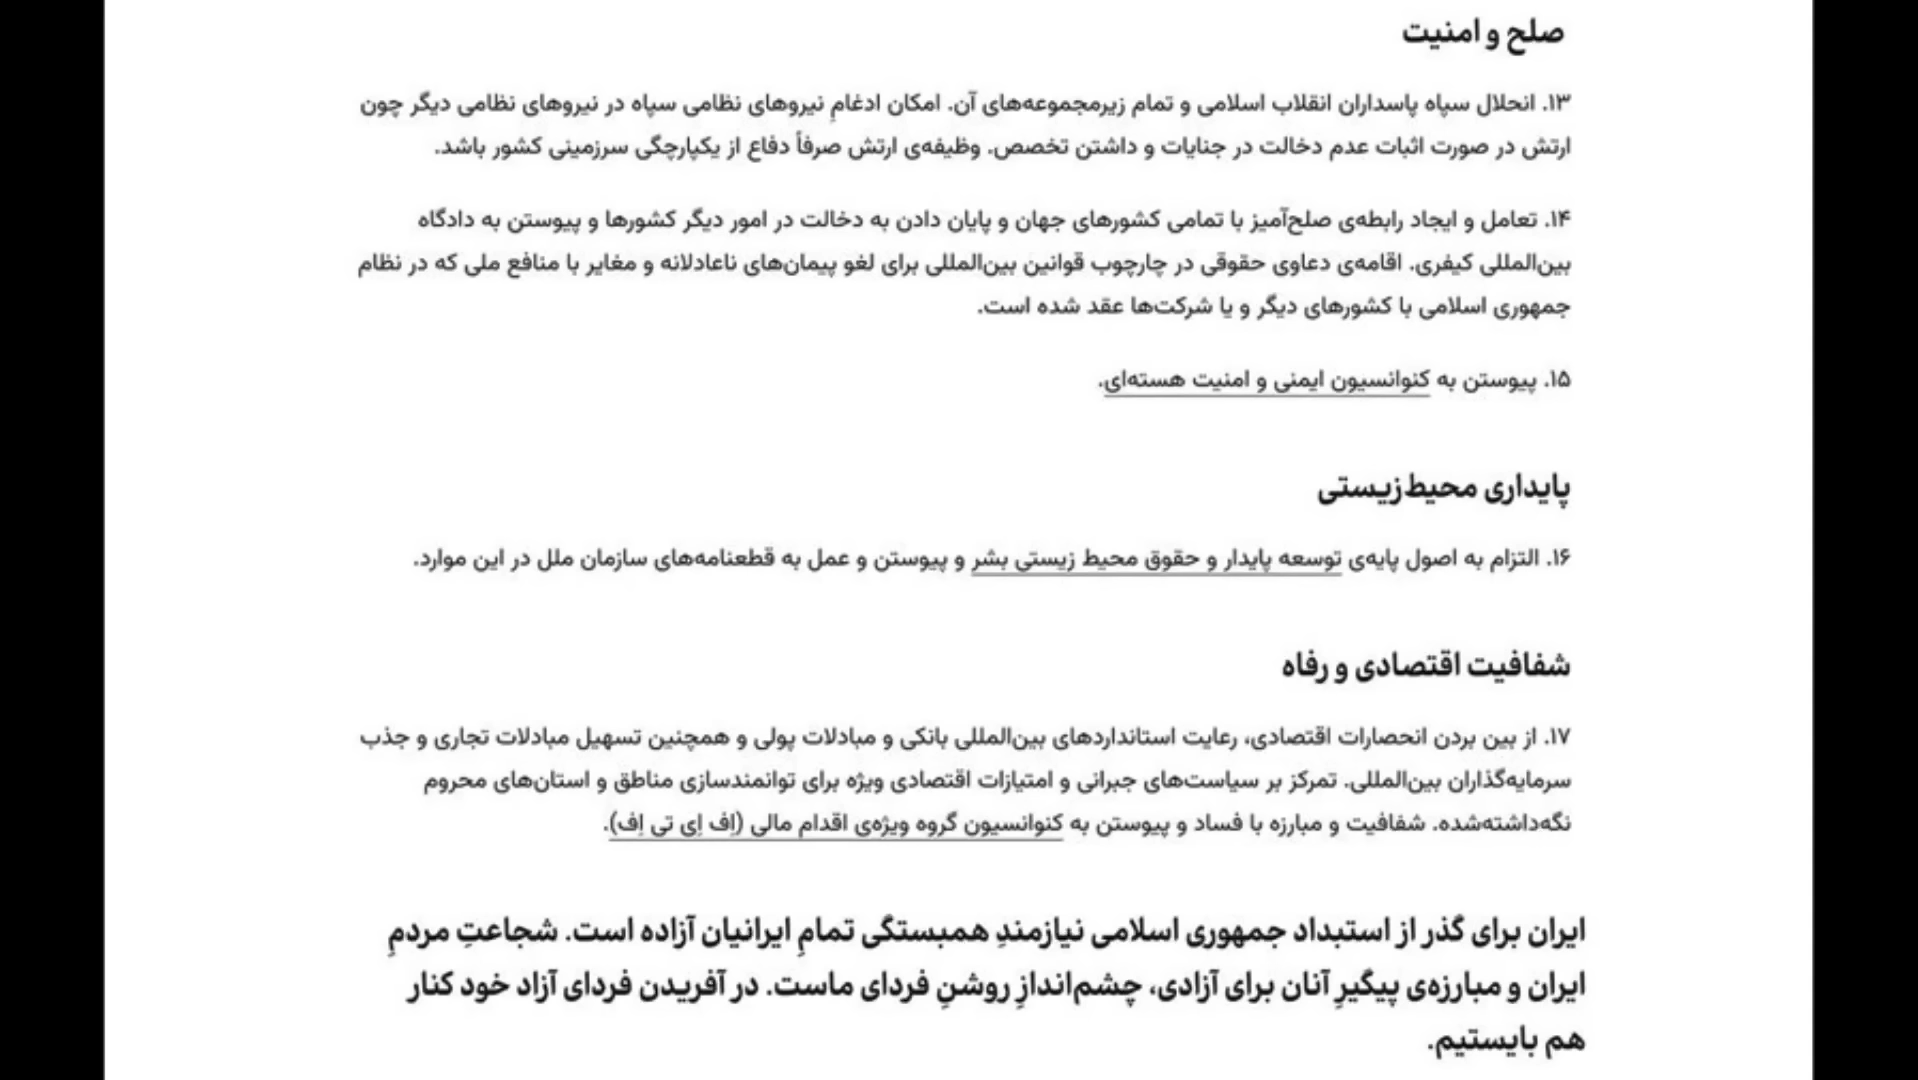 صلح و امنیت
۱۳. انحلال سپاه پاسداران انقلاب اسلامی و تمام زیرمجموعه‌های آن. امکان ادغامِ نیروهای نظامی سپاه در نیروهای نظامی دیگر چون
ارتش در صورت اثبات عدم دخالت در جنایات و داشتن تخصص. وظیفه‌ی ارتش صرفاً دفاع از یکپارچگی سرزمینی کشور باشد.
۱۴. تعامل و ایجاد رابطه‌ی صلح‌آمیز با تمامی کشورهای جهان و پایان دادن به دخالت در امور دیگر کشورها و پیوستن به دادگاه
بین‌المللی کیفری. اقامه‌ی دعاوی حقوقی در چارچوب قوانین بین‌المللی برای لغو پیمان‌های ناعادلانه و مغایر با منافع ملی که در نظام
جمهوری اسلامی با کشورهای دیگر و یا شرکت‌ها عقد شده است.
۱۵. پیوستن به کنوانسیون ایمنی و امنیت هسته‌ای.
پایداری محیط‌زیستی
۱۶. التزام به اصول پایه‌ی توسعه پایدار و حقوق محیط زیستی بشر و پیوستن و عمل به قطعنامه‌های سازمان ملل در این موارد.
شفافیت اقتصادی و رفاه
۱۷. از بین بردن انحصارات اقتصادی، رعایت استانداردهای بین‌المللی بانکی و مبادلات پولی و همچنین تسهیل مبادلات تجاری و جذب
سرمایه‌گذاران بین‌المللی. تمرکز بر سیاست‌های جبرانی و امتیازات اقتصادی ویژه برای توانمندسازی مناطق و استان‌های محروم
نگه‌داشته‌شده. شفافیت و مبارزه با فساد و پیوستن به کنوانسیون گروه ویژه‌ی اقدام مالی (اِف اِی تی اِف).
ایران برای گذر از استبداد جمهوری اسلامی نیازمندِ همبستگی تمامِ ایرانیان آزاده است. شجاعتِ مردمِ
ایران و مبارزه‌ی پیگیرِ آنان برای آزادی، چشم‌اندازِ روشنِ فردای ماست. در آفریدن فردای آزاد خود کنار
هم بایستیم.